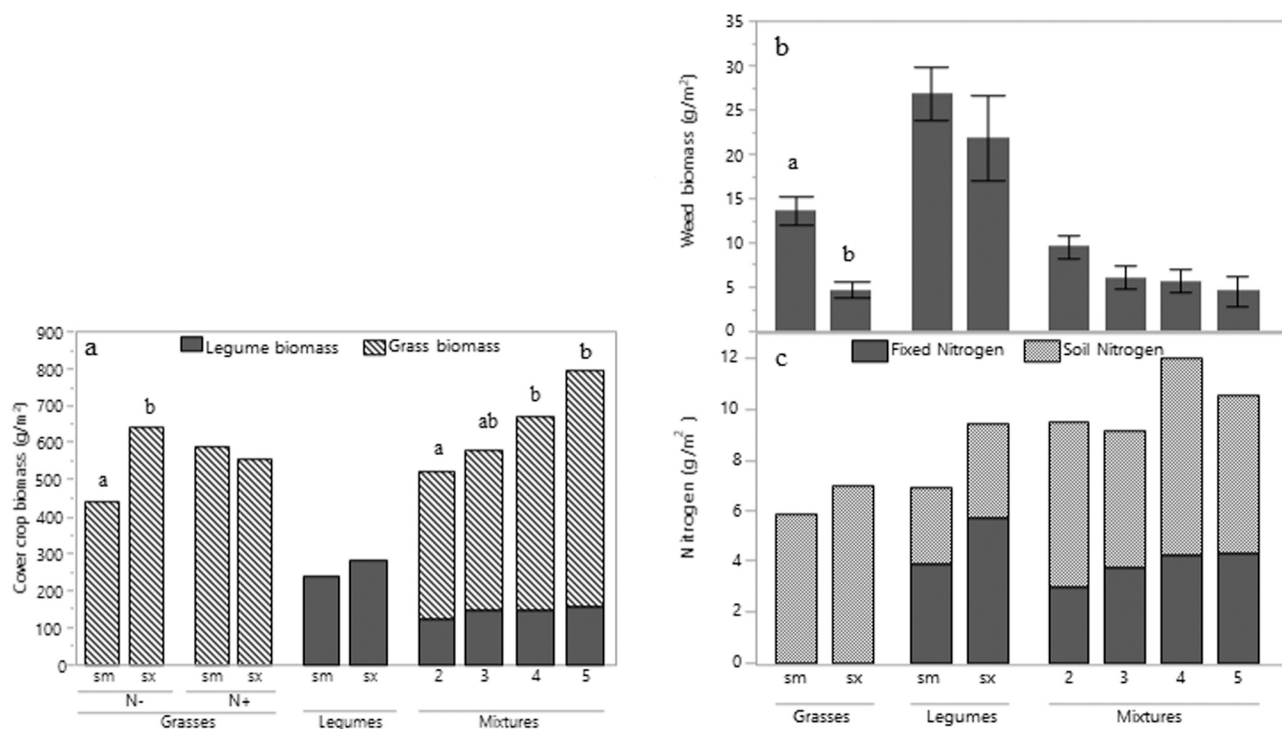 a
Legume biomass Grass biomass
Cover crop biomass (g/m²)
900
800
700
600
500
400
300
200
100
0
a
b
a
ab
b
b
sm sx sm sx sm sx 2 3 4 5
N- N+
Grasses Legumes Mixtures
b
Weed biomass (g/m²)
35
30
25
20
15
10
5
0
a
b
c
Fixed Nitrogen Soil Nitrogen
Nitrogen (g/m²)
12
10
8
6
4
2
0
sm sx sm sx 2 3 4 5
Grasses Legumes Mixtures